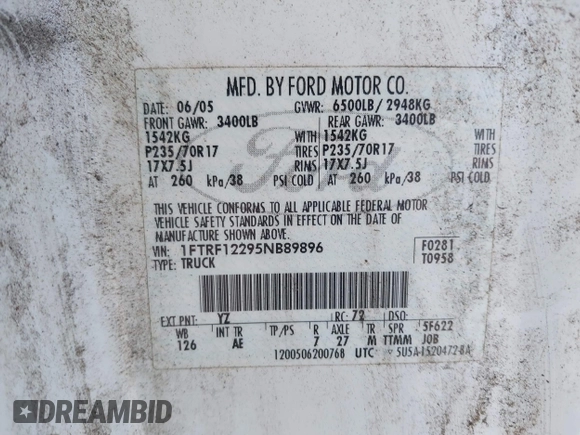 MFD. BY FORD MOTOR CO.
DATE: 06/05 GVWR: 6500LB/ 2948KG
FRONT GAWR: 3400LB REAR GAWR: 3400LB
1542KG WITH 1542KG WITH
P235/70R17 TIRES P235/70R17 TIRES
17X7.5J RIMS 17X7.5J RIMS
AT 260 kPa/38 PSI COLD AT 260 kPa/38 PSI COLD
Ford
THIS VEHICLE CONFORMS TO ALL APPLICABLE FEDERAL MOTOR
VEHICLE SAFETY STANDARDS IN EFFECT ON THE DATE OF
MANUFACTURE SHOWN ABOVE.
VIN: 1FTRF12295NB89896 F0281
TYPE: TRUCK T0958
EXT PNT: YZ RC: 72 DSO:
WB INT TR TP/PS R AXLE TR SPR 5F622
126 AE 7 27 M TTMM JOB
1200506200768 UTC 5U5A-1520472-BA
DREAMBID